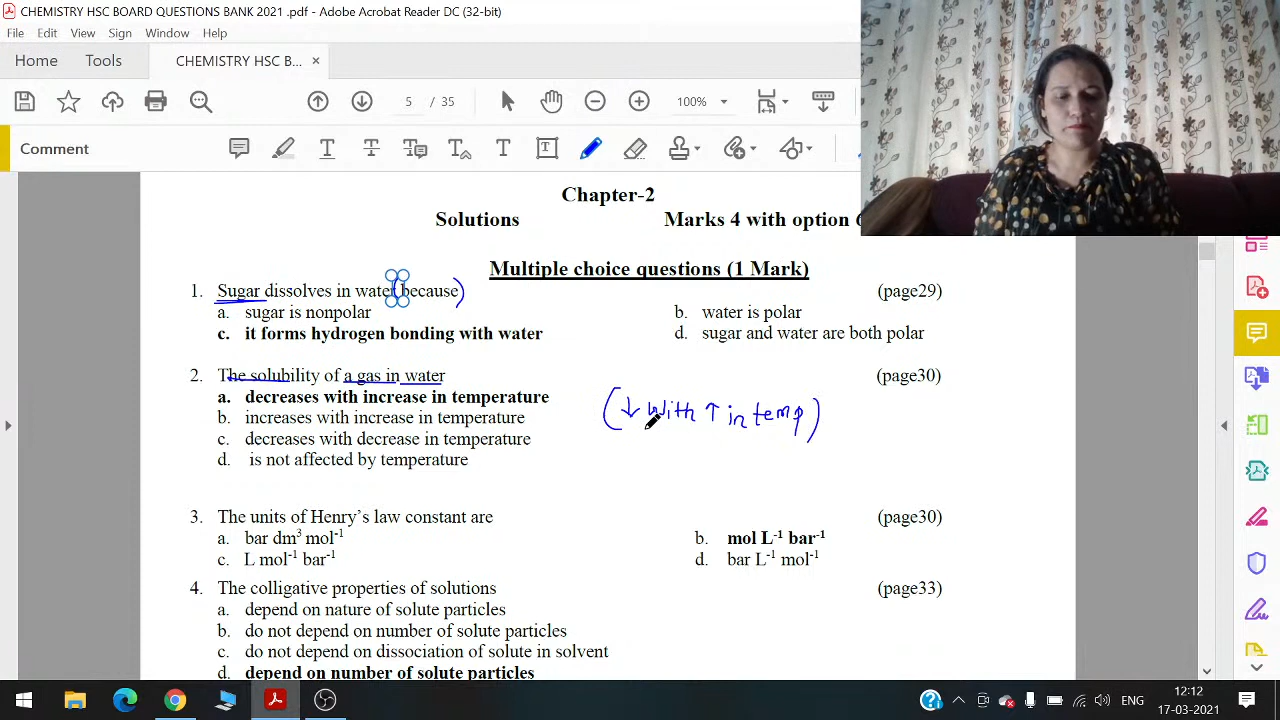 CHEMISTRY HSC BOARD QUESTIONS BANK 2021 .pdf - Adobe Acrobat Reader DC (32-bit)
File Edit View Sign Window Help
Home Tools CHEMISTRY HSC B... ×
5 / 35 100%
Comment
Chapter-2
Solutions Marks 4 with option 6
Multiple choice questions (1 Mark)
1. Sugar dissolves in water (because) (page29)
a. sugar is nonpolar b. water is polar
c. it forms hydrogen bonding with water d. sugar and water are both polar
2. The solubility of a gas in water (page30)
a. decreases with increase in temperature
(↓ with ↑ in temp)
b. increases with increase in temperature
c. decreases with decrease in temperature
d. is not affected by temperature
3. The units of Henry’s law constant are (page30)
a. bar dm³ mol⁻¹ b. mol L⁻¹ bar⁻¹
c. L mol⁻¹ bar⁻¹ d. bar L⁻¹ mol⁻¹
4. The colligative properties of solutions (page33)
a. depend on nature of solute particles
b. do not depend on number of solute particles
c. do not depend on dissociation of solute in solvent
d. depend on number of solute particles
ENG 12:12
17-03-2021